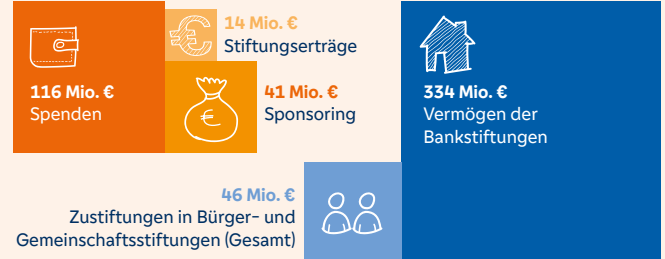 14 Mio. €
Stiftungserträge
116 Mio. €
Spenden
41 Mio. €
Sponsoring
334 Mio. €
Vermögen der
Bankstiftungen
46 Mio. €
Zustiftungen in Bürger- und
Gemeinschaftsstiftungen (Gesamt)